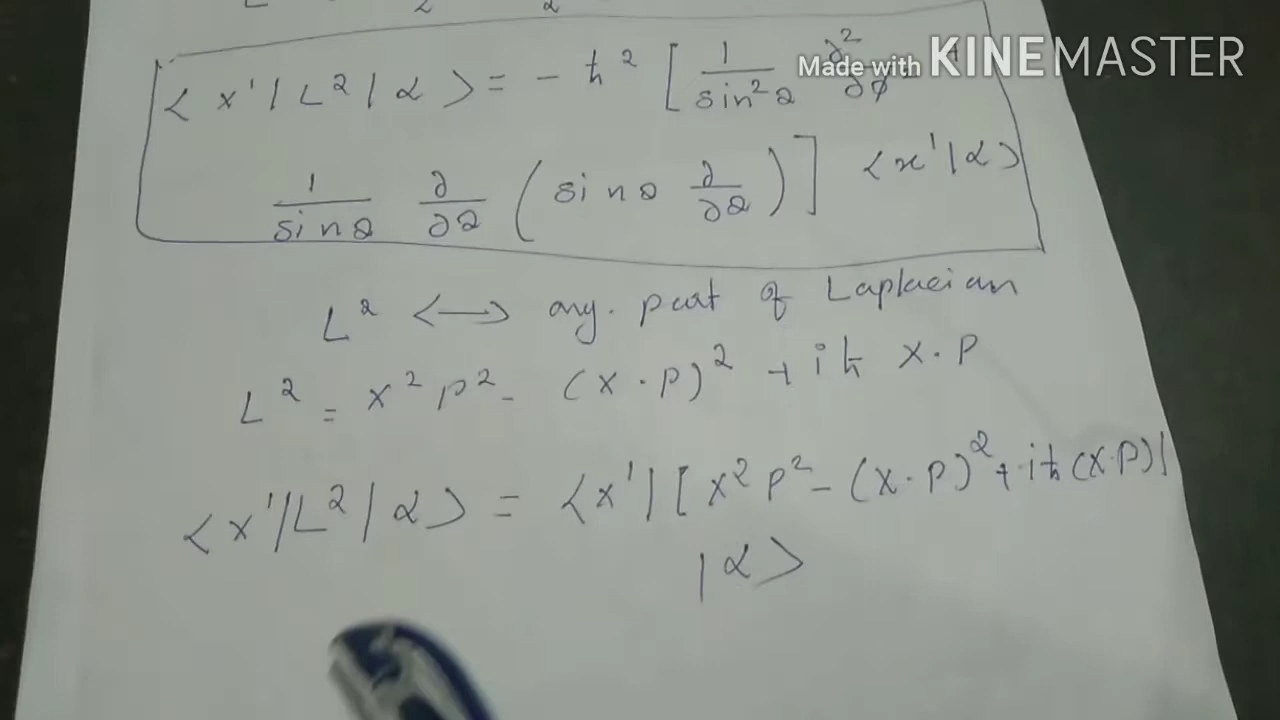 Made with KINEMASTER
< x' | L² | α > = - ħ² [ 1/sin²θ ∂²/∂φ² +
1/sinθ ∂/∂θ ( sinθ ∂/∂θ ) ] < x' | α >
L² <-> ang. part of Laplacian
L² = x² p² - (x · p)² + iħ x · p
< x' | L² | α > = < x' | [ x² p² - (x · p)² + iħ (x · p) |
| α >